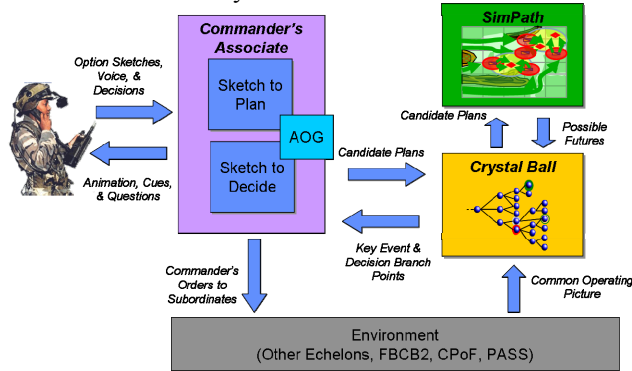 Commander's
Associate
SimPath
Option Sketches,
Voice, &
Decisions
Sketch to
Plan
AOG
Sketch to
Decide
Animation, Cues,
& Questions
Candidate Plans
Possible
Futures
Candidate Plans
Crystal Ball
Key Event &
Decision Branch
Points
Commander's
Orders to
Subordinates
Common Operating
Picture
Environment
(Other Echelons, FBCB2, CPoF, PASS)